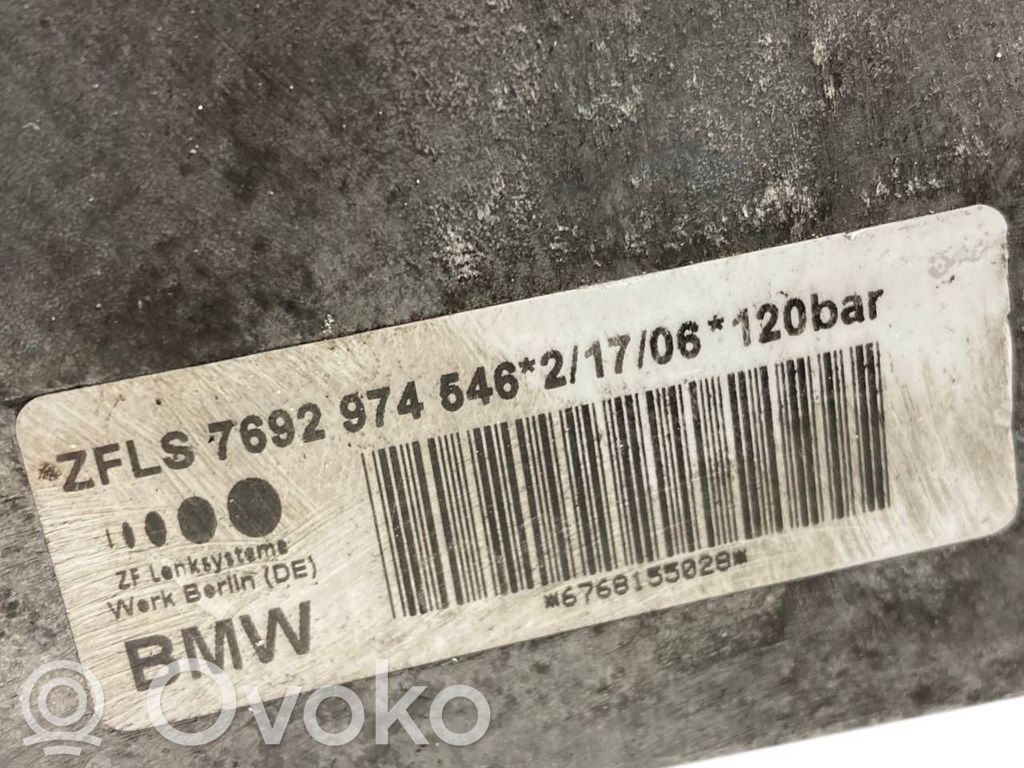 ZFLS 7692 974 546*2/17/06*120bar
ZF Lenksysteme
Werk Berlin (DE)
BMW
*6768155028*
Ovoko